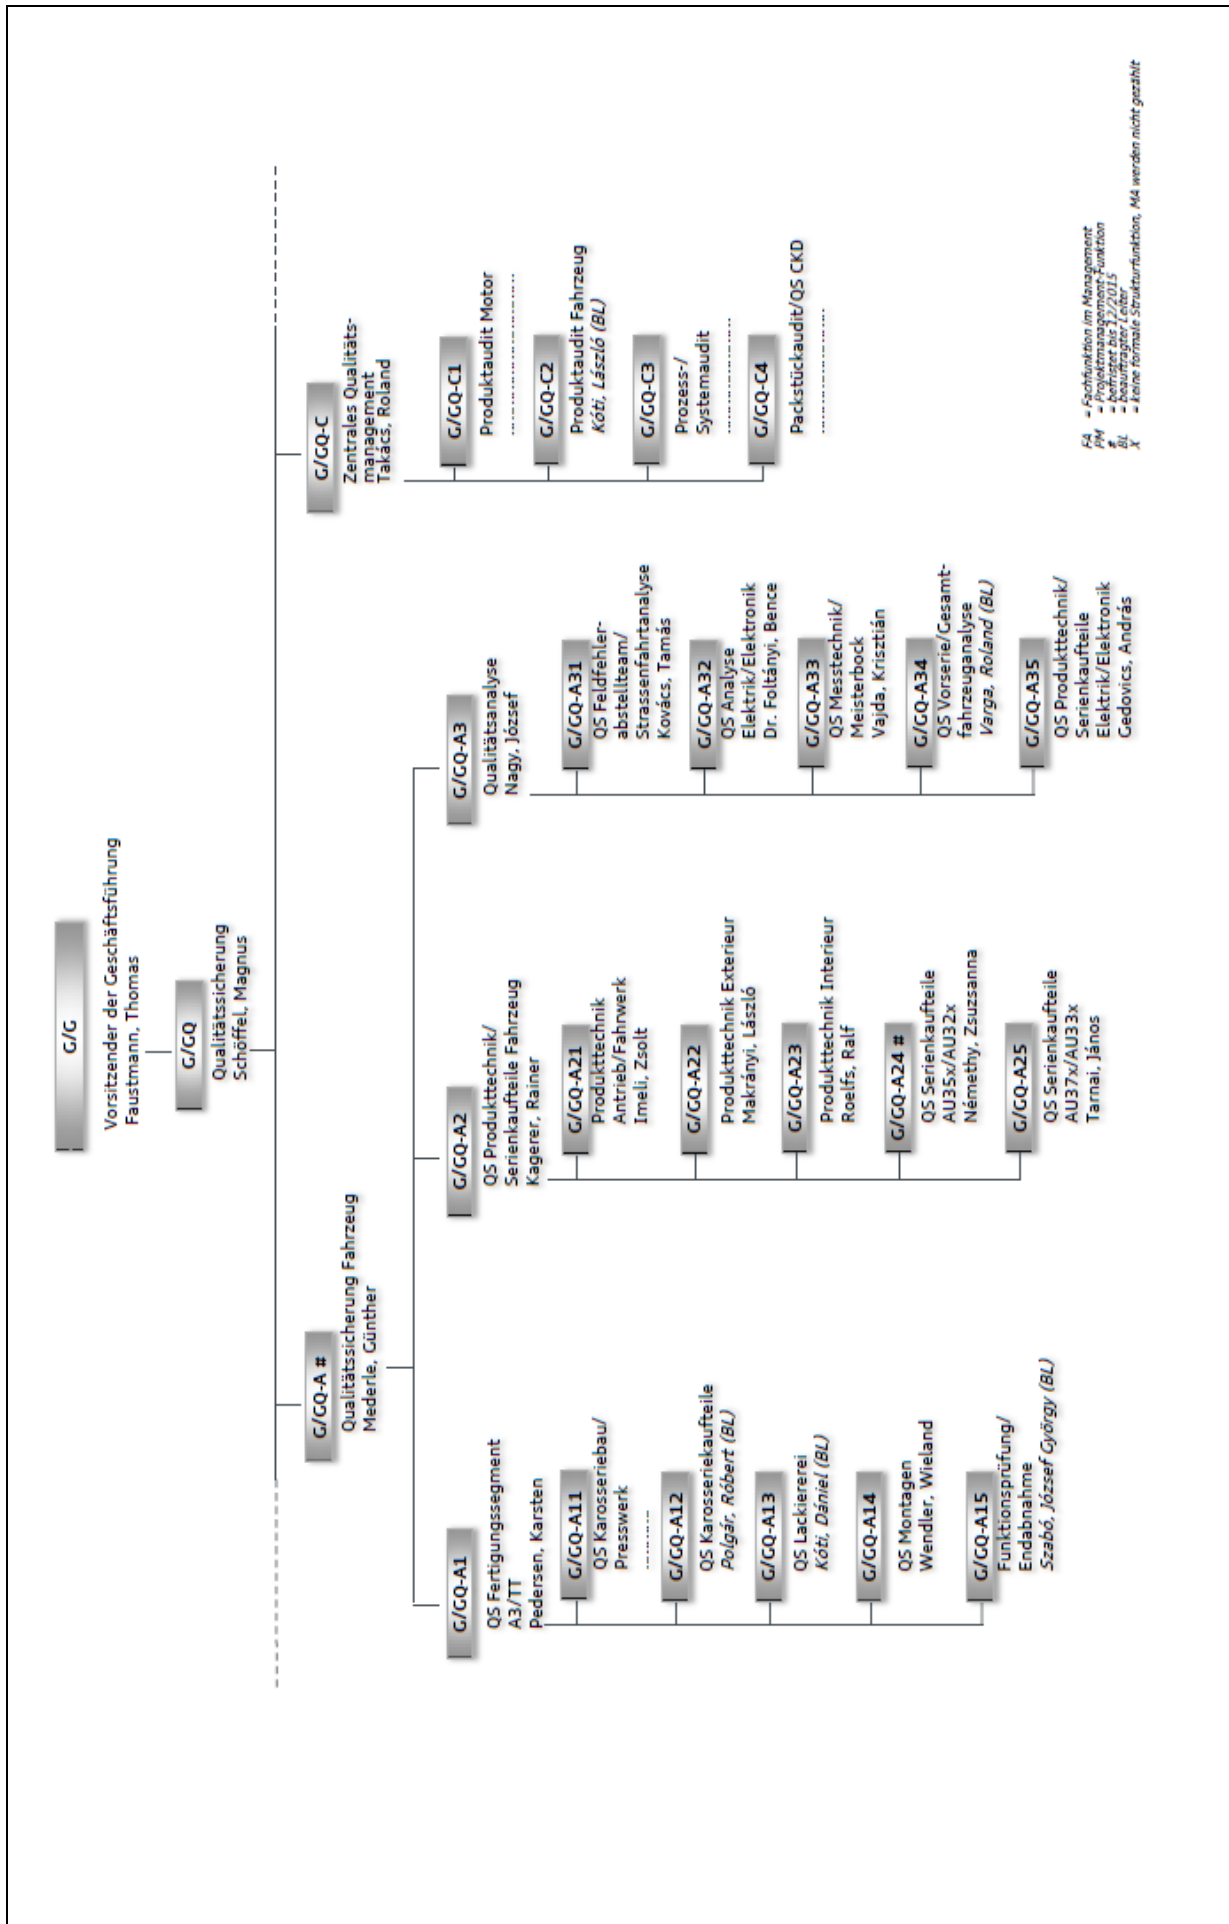 G/G
Vorsitzender der Geschäftsführung
Faustmann, Thomas
G/GQ
Qualitätssicherung
Schöffel, Magnus
G/GQ-A #
Qualitätssicherung Fahrzeug
Mederle, Günther
G/GQ-A1
QS Fertigungssegment
A3/TT
Pedersen, Karsten
G/GQ-A11
QS Karosseriebau/
Presswerk
G/GQ-A12
QS Karosseriekaufteile
Polgár, Róbert (BL)
G/GQ-A13
QS Lackiererei
Kóti, Dániel (BL)
G/GQ-A14
QS Montagen
Wendler, Wieland
G/GQ-A15
Funktionsprüfung/
Endabnahme
Szabó, József György (BL)
G/GQ-A2
QS Produkttechnik/
Serienkaufteile Fahrzeug
Kagerer, Rainer
G/GQ-A21
Produkttechnik
Antrieb/Fahrwerk
Imeli, Zsolt
G/GQ-A22
Produkttechnik Exterieur
Makrányi, László
G/GQ-A23
Produkttechnik Interieur
Roelfs, Ralf
G/GQ-A24 #
QS Serienkaufteile
AU35x/AU32x
Némethy, Zsuzsanna
G/GQ-A25
QS Serienkaufteile
AU37x/AU33x
Tarnai, János
G/GQ-A3
Qualitätsanalyse
Nagy, József
G/GQ-A31
QS Feldfehler-
abstellteam/
Strassenfahrtanalyse
Kovács, Tamás
G/GQ-A32
QS Analyse
Elektrik/Elektronik
Dr. Foltányi, Bence
G/GQ-A33
QS Messtechnik/
Meisterbock
Vajda, Krisztián
G/GQ-A34
QS Vorserie/Gesamt-
fahrzeuganalyse
Varga, Roland (BL)
G/GQ-A35
QS Produkttechnik/
Serienkaufteile
Elektrik/Elektronik
Gedovics, András
G/GQ-C
Zentrales Qualitäts-
management
Takács, Roland
G/GQ-C1
Produktaudit Motor
G/GQ-C2
Produktaudit Fahrzeug
Kóti, László (BL)
G/GQ-C3
Prozess-/
Systemaudit
G/GQ-C4
Packstückaudit/QS CKD
FA = Fachfunktion im Management
PM = Projektmanagement-Funktion
# = befristet bis 12/2015
BL = beauftragter Leiter
X = keine formale Strukturfunktion, MA werden nicht gezählt